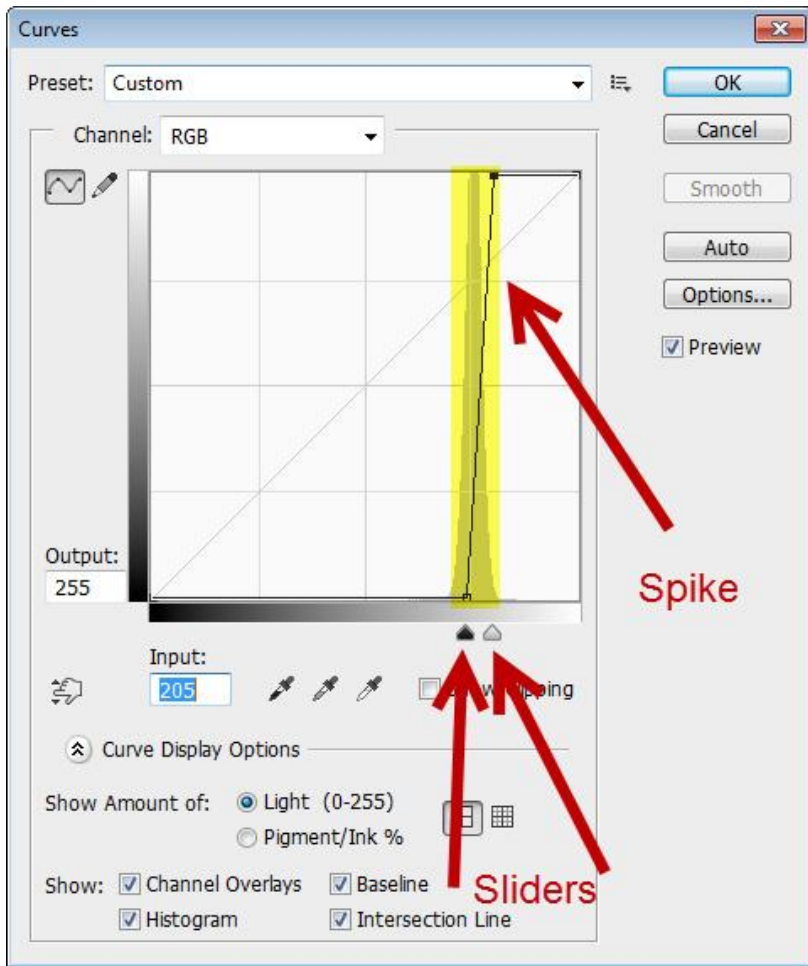 Curves
Preset: Custom
OK
Channel: RGB
Cancel
Smooth
Auto
Options...
Preview
Output:
255
Spike
Input:
205
Curve Display Options
Show Amount of: Light (0-255)
Pigment/Ink %
Show: Channel Overlays Baseline
Sliders
Histogram Intersection Line